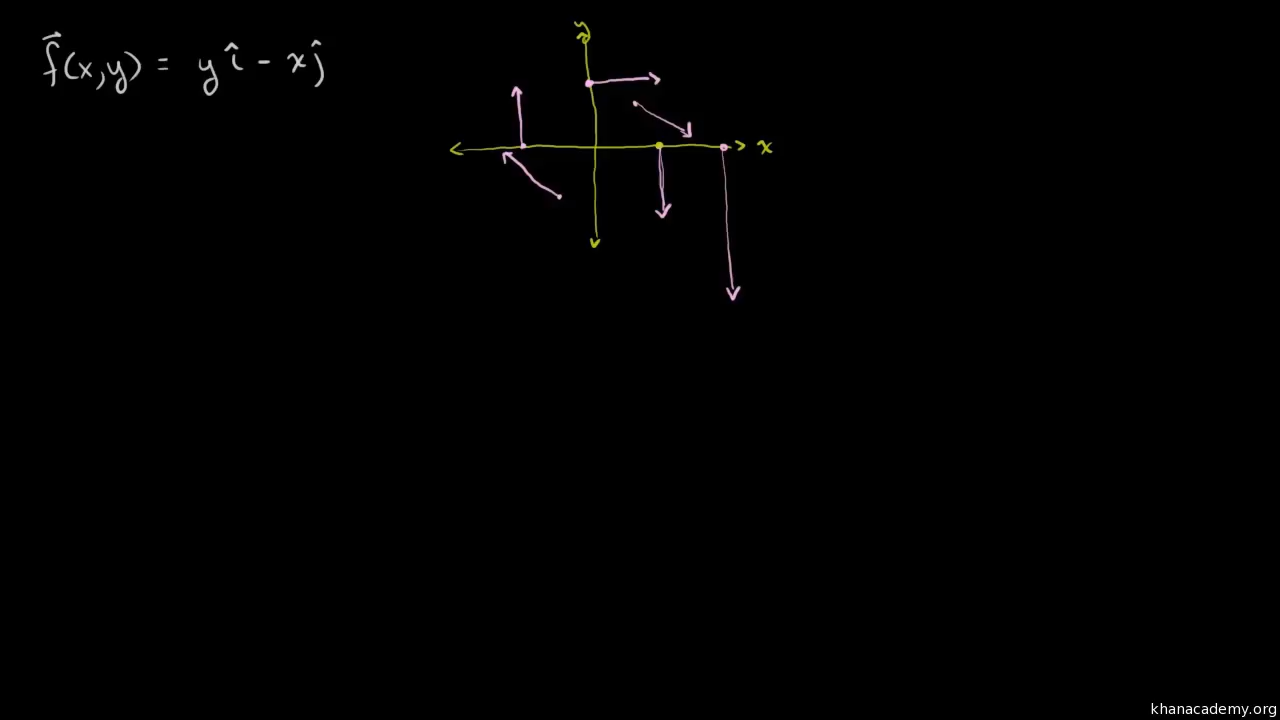 f⃗(x,y) = yî - xĵ
y
x
khanacademy.org